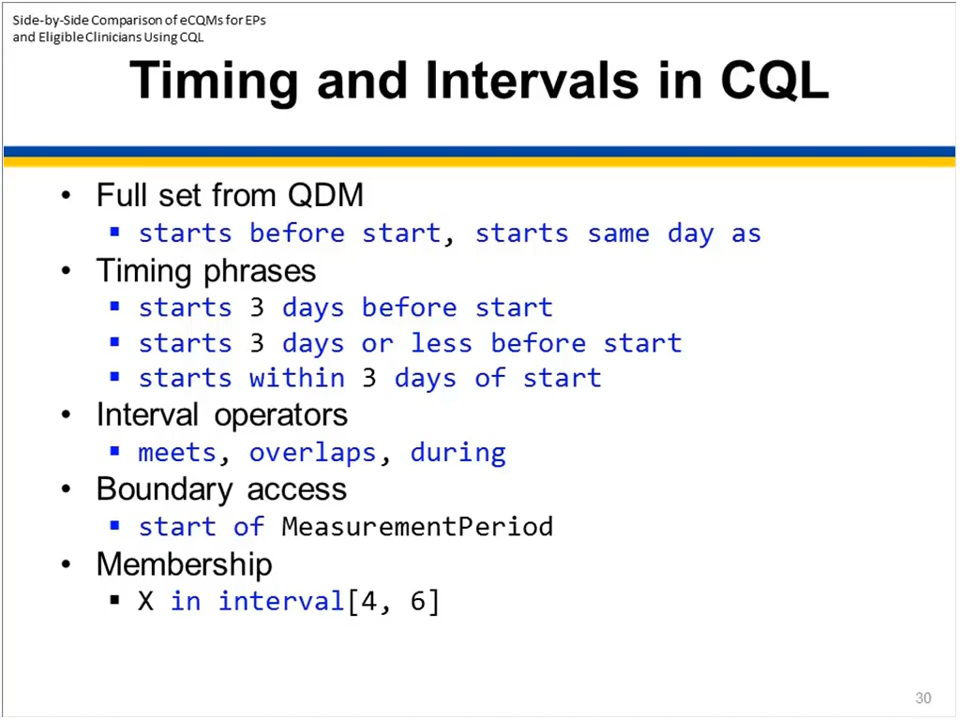 Side-by-Side Comparison of eCQMs for EPs
and Eligible Clinicians Using CQL
Timing and Intervals in CQL
• Full set from QDM
▪ starts before start, starts same day as
• Timing phrases
▪ starts 3 days before start
▪ starts 3 days or less before start
▪ starts within 3 days of start
• Interval operators
▪ meets, overlaps, during
• Boundary access
▪ start of MeasurementPeriod
• Membership
▪ X in interval[4, 6]
30